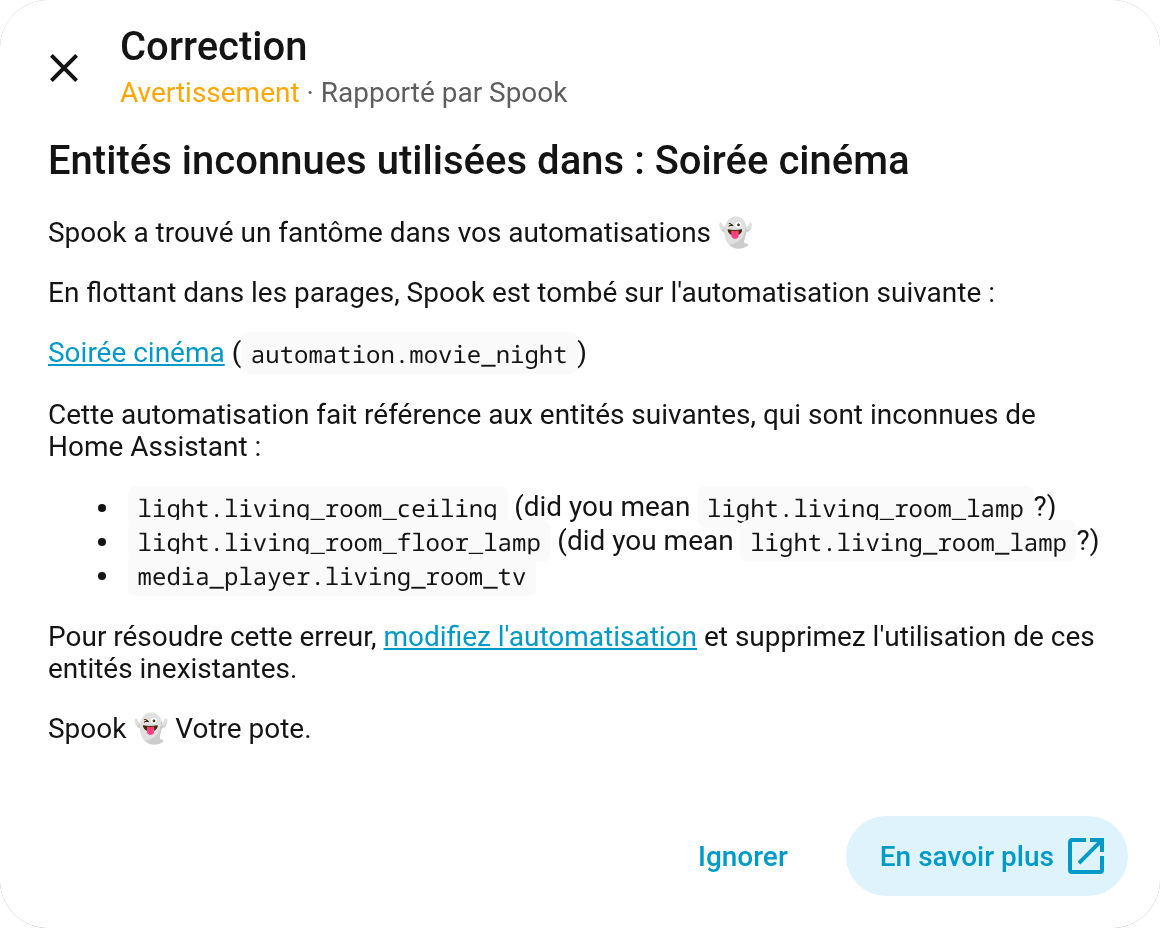 Correction
Avertissement · Rapporté par Spook
Entités inconnues utilisées dans : Soirée cinéma
Spook a trouvé un fantôme dans vos automatisations 👻
En flottant dans les parages, Spook est tombé sur l'automatisation suivante :
Soirée cinéma ( automation.movie_night )
Cette automatisation fait référence aux entités suivantes, qui sont inconnues de
Home Assistant :
• light.living_room_ceiling (did you mean light.living_room_lamp ?)
• light.living_room_floor_lamp (did you mean light.living_room_lamp ?)
• media_player.living_room_tv
Pour résoudre cette erreur, modifiez l'automatisation et supprimez l'utilisation de ces
entités inexistantes.
Spook 👻 Votre pote.
Ignorer
En savoir plus